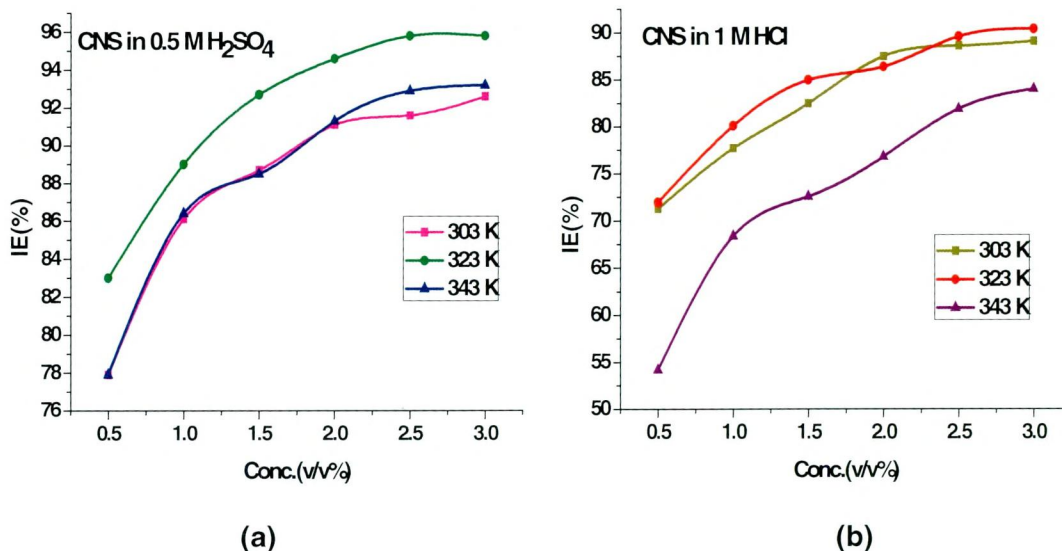 CNS in 0.5 M H₂SO₄
IE(%)
96
94
92
90
88
86
84
82
80
78
76
303 K
323 K
343 K
0.5 1.0 1.5 2.0 2.5 3.0
Conc.(v/v%)
(a)
CNS in 1 M HCl
IE(%)
90
85
80
75
70
65
60
55
50
303 K
323 K
343 K
0.5 1.0 1.5 2.0 2.5 3.0
Conc.(v/v%)
(b)